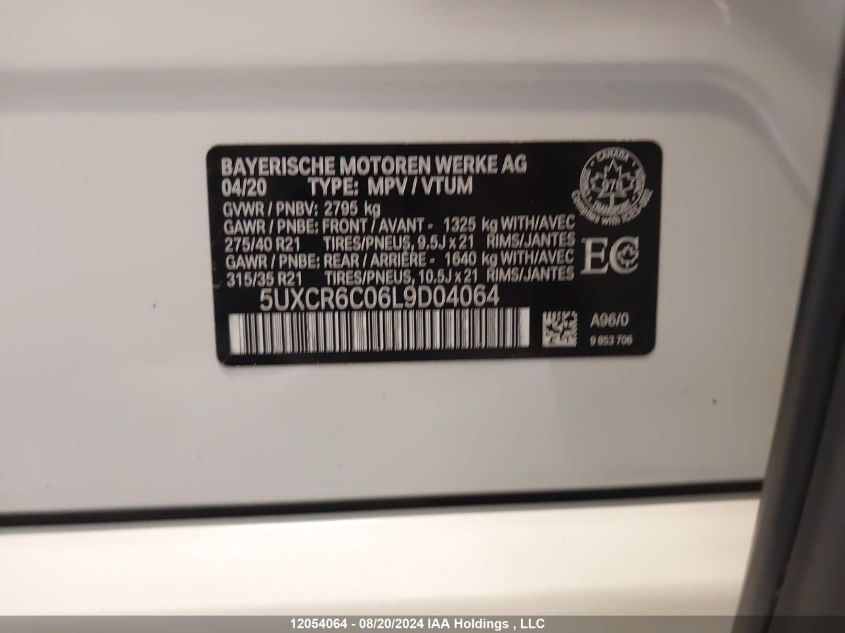 BAYERISCHE MOTOREN WERKE AG
04/20 TYPE: MPV / VTUM
GVWR / PNBV: 2795 kg
GAWR / PNBE: FRONT / AVANT - 1325 kg WITH/AVEC
275/40 R21 TIRES/PNEUS, 9.5J x 21 RIMS/JANTES
GAWR / PNBE: REAR / ARRIÈRE - 1640 kg WITH/AVEC
315/35 R21 TIRES/PNEUS, 10.5J x 21 RIMS/JANTES
5UXCR6C06L9D04064
CANADA
TRANSPORT
EC
A96/0
9 853 706
12054064 - 08/20/2024 IAA Holdings , LLC